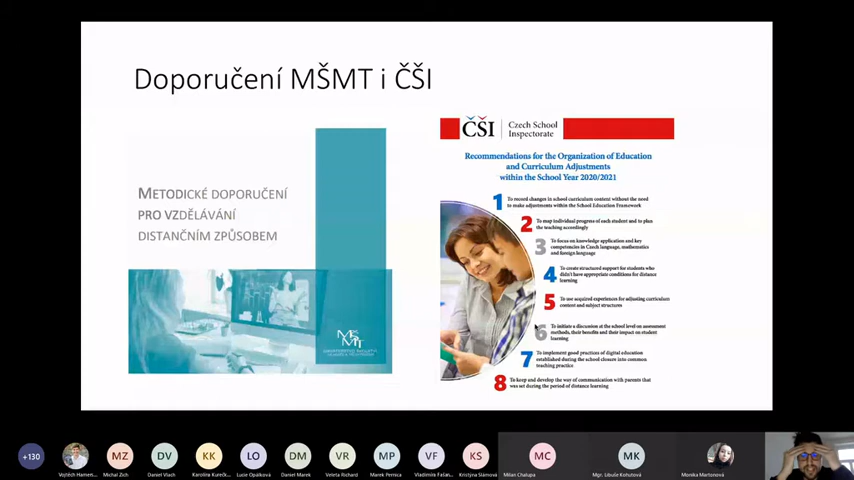 Doporučení MŠMT i ČŠI
METODICKÉ DOPORUČENÍ
PRO VZDĚLÁVÁNÍ
DISTANČNÍM ZPŮSOBEM
MŠMT
ČŠI
Czech School
Inspectorate
Recommendations for the Organization of Education
and Curriculum Adjustments
within the School Year 2020/2021
1 To record changes in school curriculum content without the need
to make adjustments within the School Education Framework
2 To map individual progress of each student and to plan
the teaching accordingly
3 To focus on knowledge application and key
competencies in Czech language, mathematics
and foreign language
4 To create structured support for students who
didn't have appropriate conditions for distance
learning
5 To use acquired experiences for adjusting curriculum
content and subject structures
6 To initiate a discussion at the school level on assessment
methods, their benefits and their impact on student
learning
7 To implement good practices of digital education
established during the school closure into common
teaching practice
8 To keep and develop the way of communication with parents that
was set during the period of distance learning
+130
MZ
DV
KK
LO
DM
VR
MP
VF
KS
MC
MK
Michal Zich
Daniel Vlach
Lucie Opálková
Daniel Marek
Veleta Richard
Marek Pernica
Kristýna Slámová
Milan Chalupa
Mgr. Libuše Kohútová
Monika Martonová